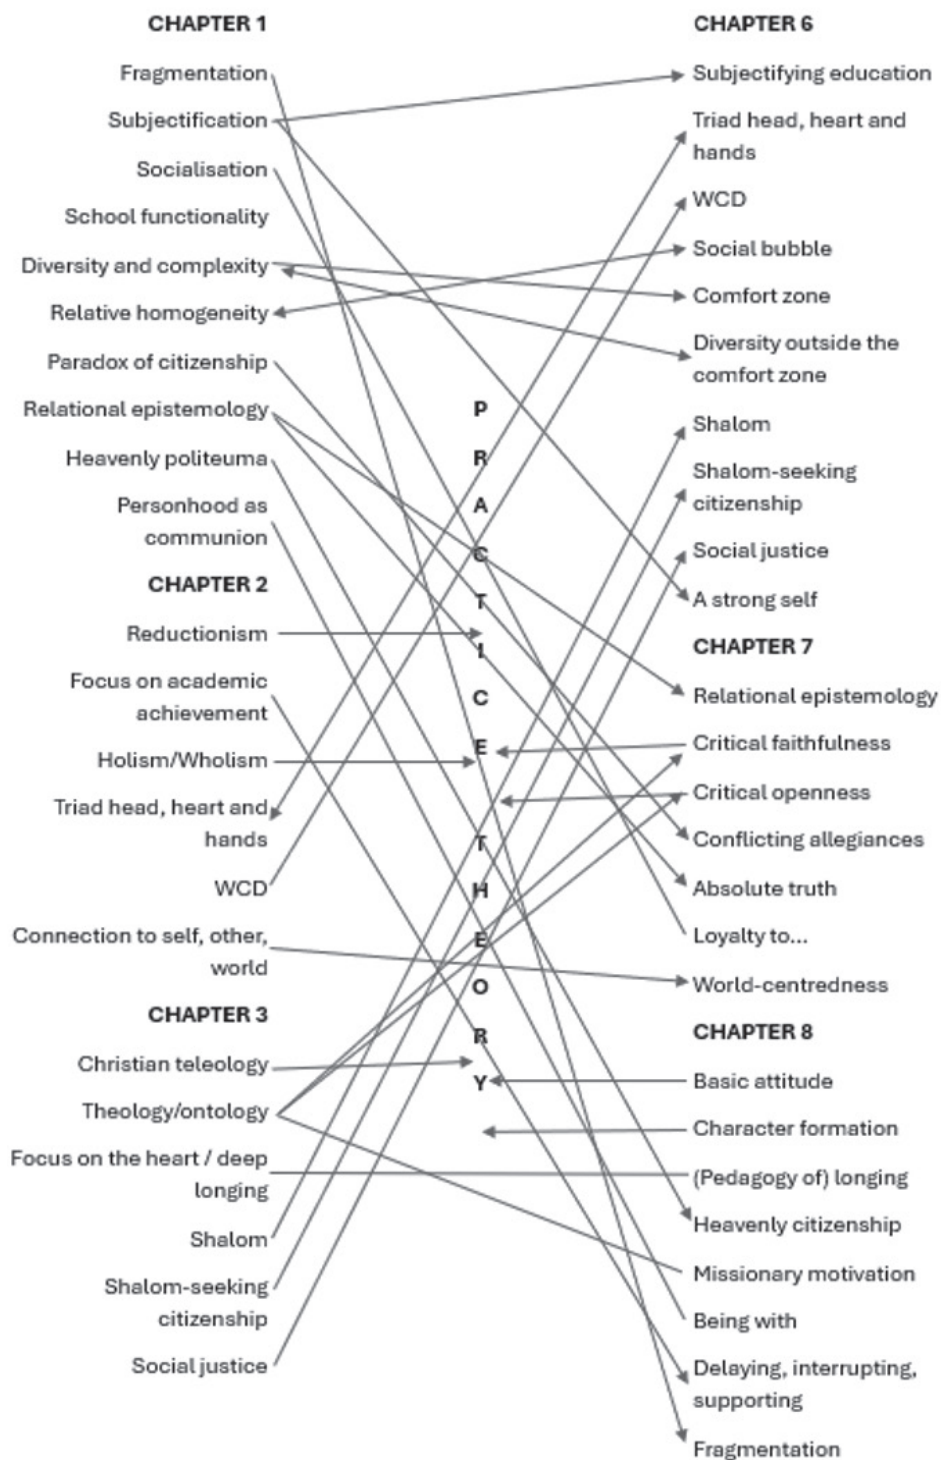 CHAPTER 1
Fragmentation
Subjectification
Socialisation
School functionality
Diversity and complexity
Relative homogeneity
Paradox of citizenship
Relational epistemology
Heavenly politeuma
Personhood as
communion
CHAPTER 2
Reductionism
Focus on academic
achievement
Holism/Wholism
Triad head, heart and
hands
WCD
Connection to self, other,
world
CHAPTER 3
Christian teleology
Theology/ontology
Focus on the heart / deep
longing
Shalom
Shalom-seeking
citizenship
Social justice
P
R
A
C
T
I
C
E
T
H
E
O
R
Y
CHAPTER 6
Subjectifying education
Triad head, heart and
hands
WCD
Social bubble
Comfort zone
Diversity outside the
comfort zone
Shalom
Shalom-seeking
citizenship
Social justice
A strong self
CHAPTER 7
Relational epistemology
Critical faithfulness
Critical openness
Conflicting allegiances
Absolute truth
Loyalty to...
World-centredness
CHAPTER 8
Basic attitude
Character formation
(Pedagogy of) longing
Heavenly citizenship
Missionary motivation
Being with
Delaying, interrupting,
supporting
Fragmentation